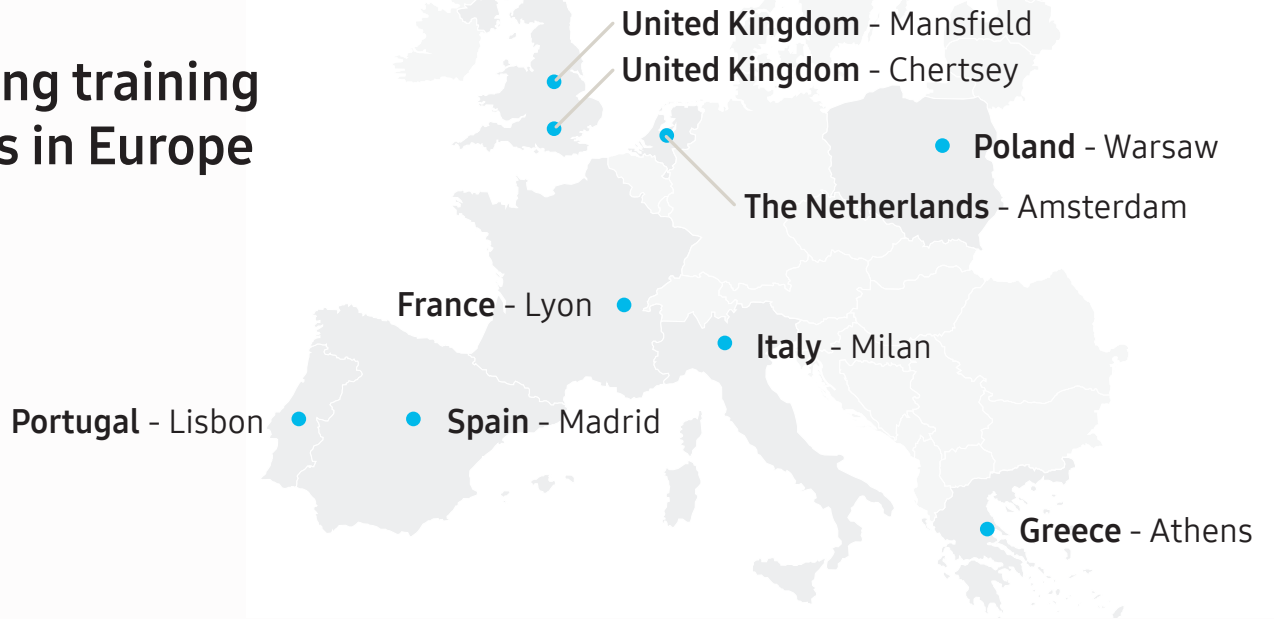 ng training
s in Europe
United Kingdom - Mansfield
United Kingdom - Chertsey
Poland - Warsaw
The Netherlands - Amsterdam
France - Lyon
Italy - Milan
Portugal - Lisbon
Spain - Madrid
Greece - Athens